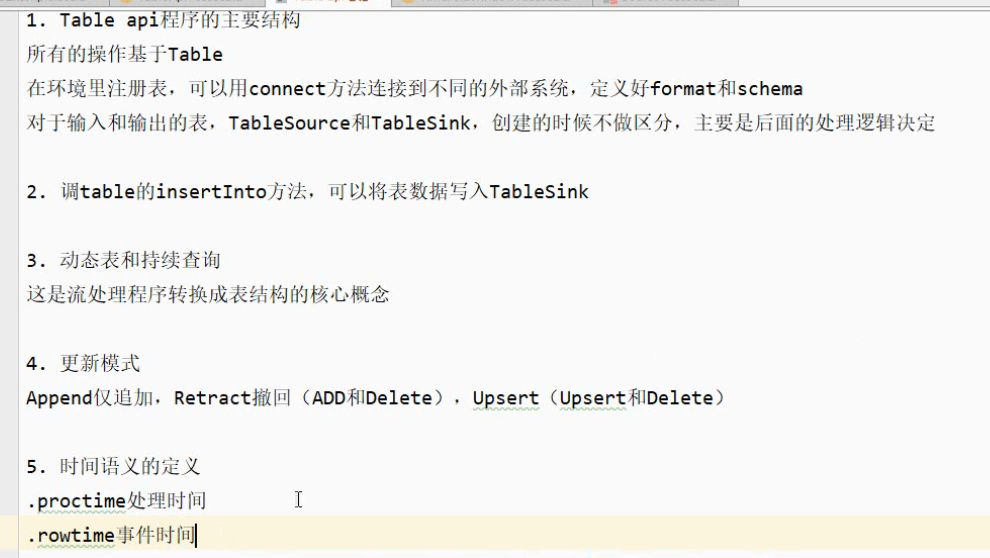 1. Table api程序的主要结构
所有的操作基于Table
在环境里注册表，可以用connect方法连接到不同的外部系统，定义好format和schema
对于输入和输出的表，TableSource和TableSink，创建的时候不做区分，主要是后面的处理逻辑决定
2. 调table的insertInto方法，可以将表数据写入TableSink
3. 动态表和持续查询
这是流处理程序转换成表结构的核心概念
4. 更新模式
Append仅追加，Retract撤回（ADD和Delete），Upsert（Upsert和Delete）
5. 时间语义的定义
.proctime处理时间
.rowtime事件时间